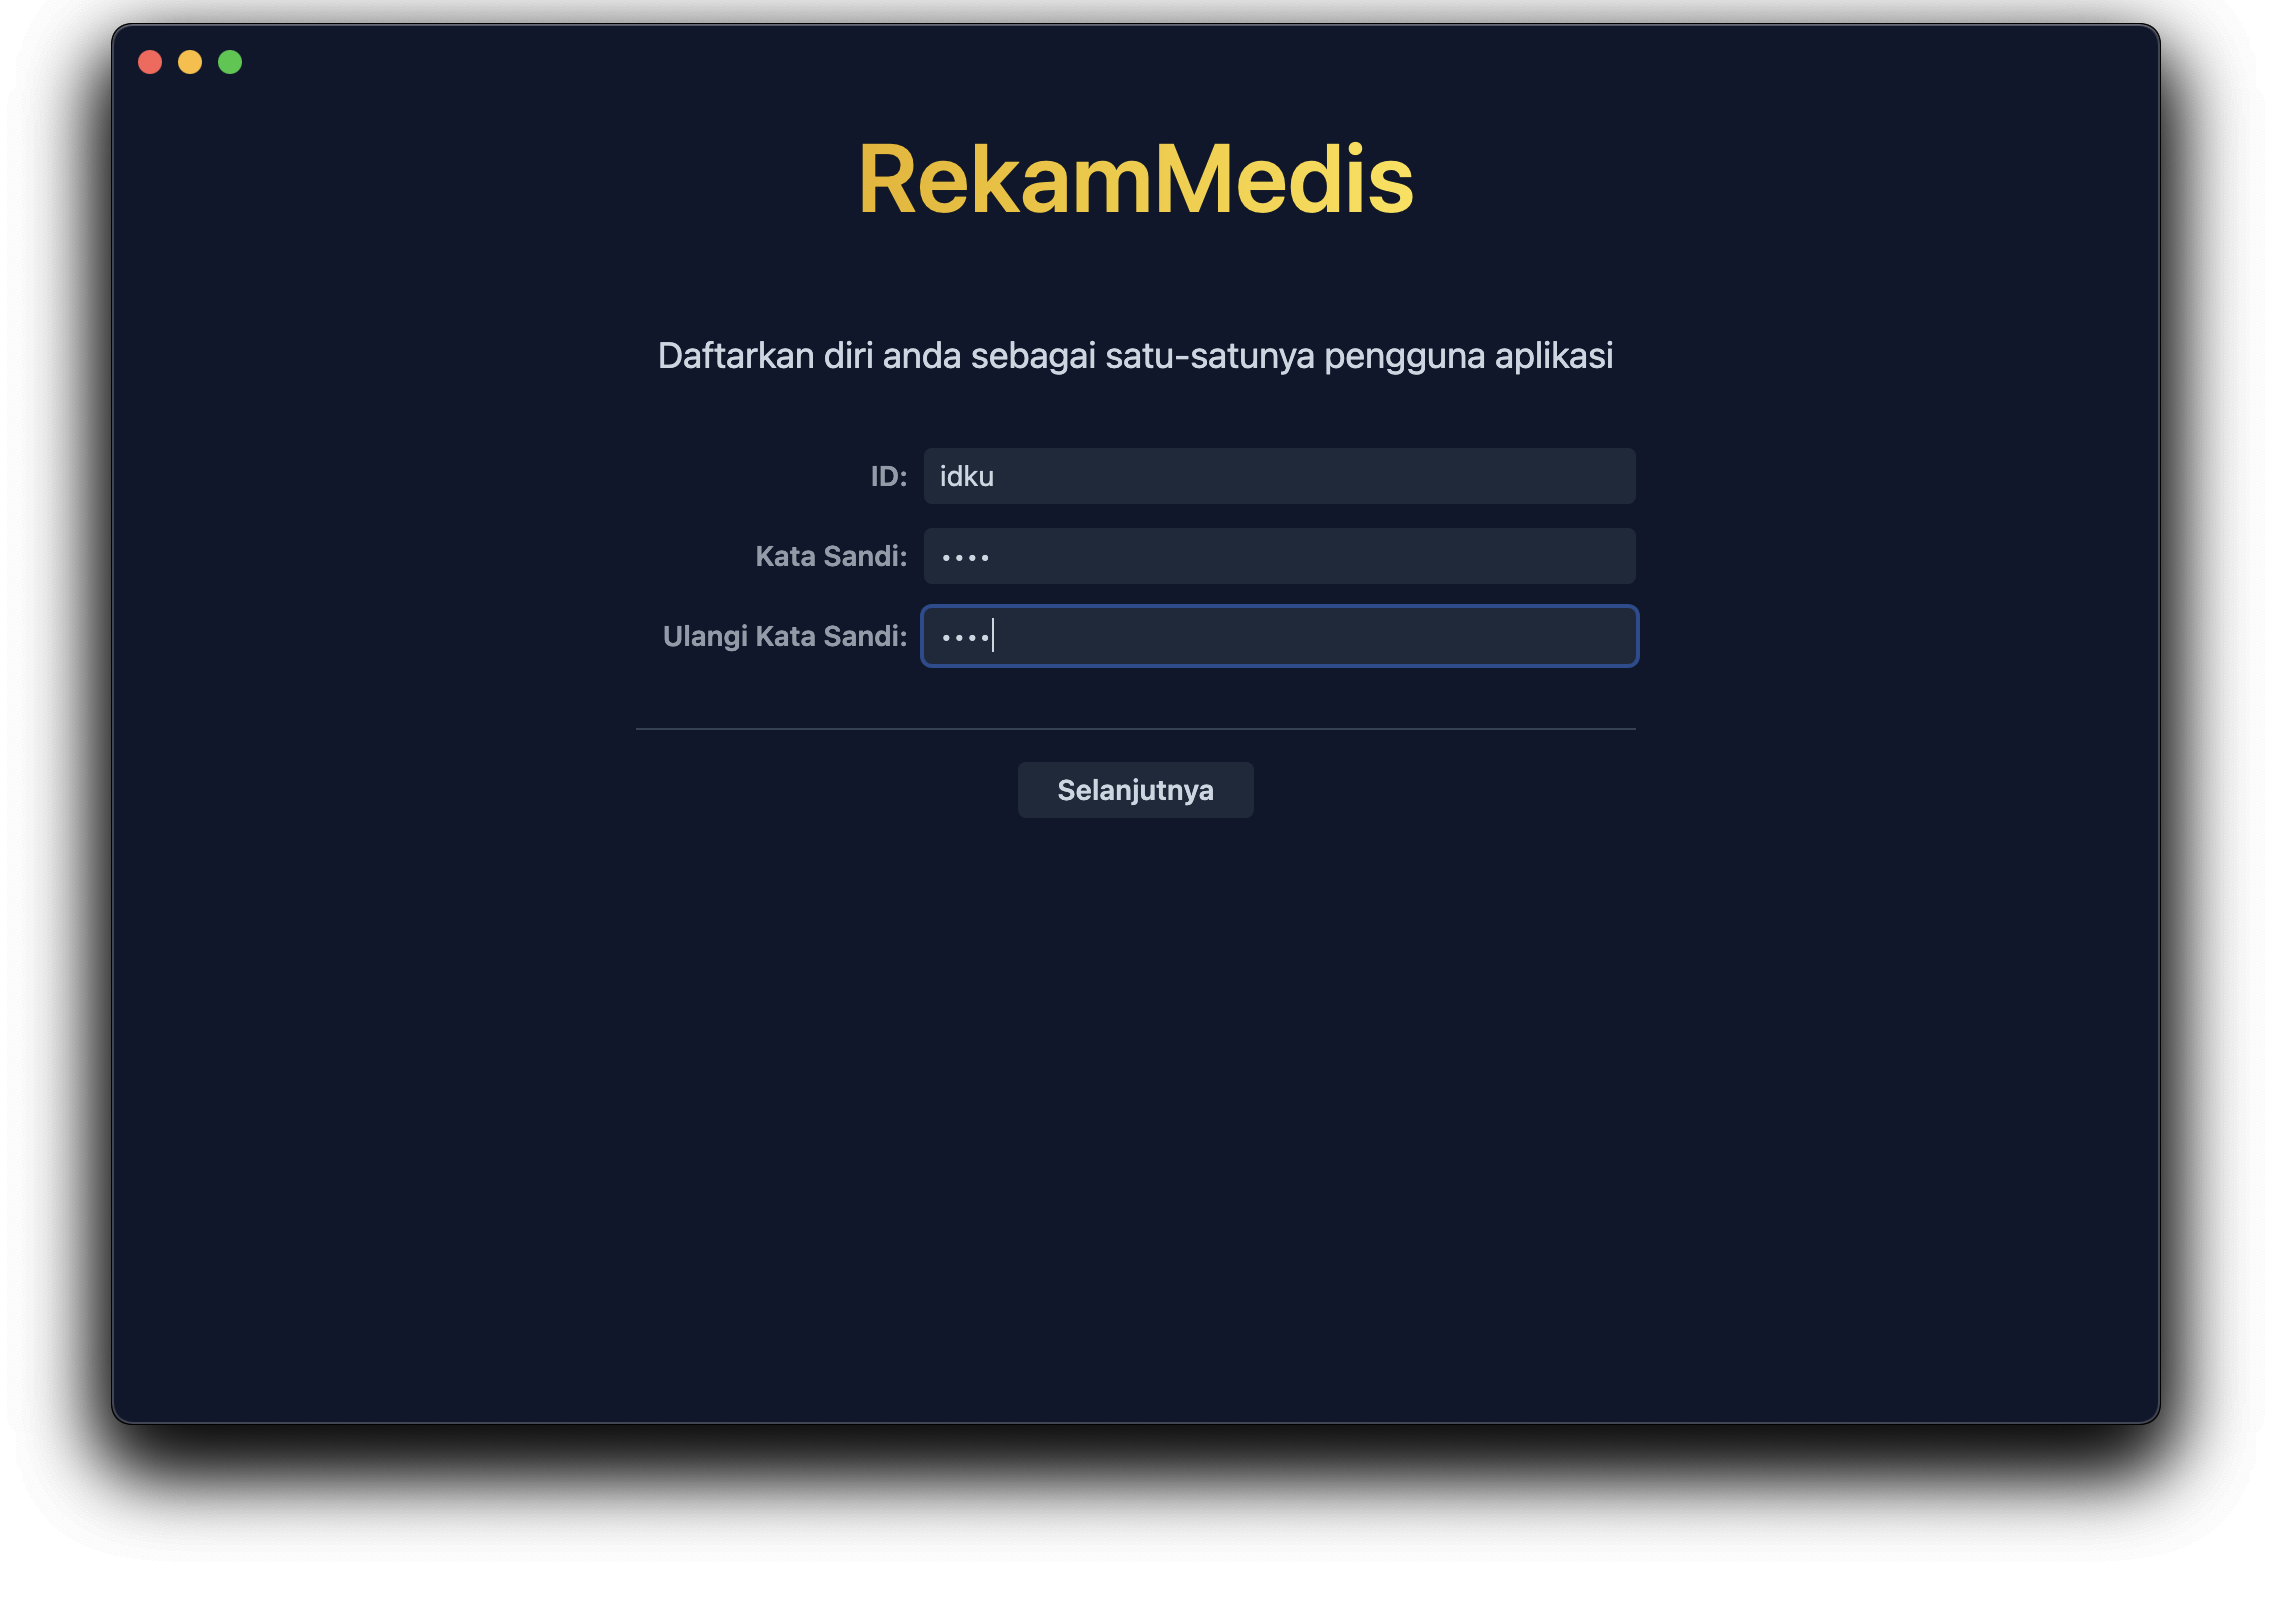 RekamMedis
Daftarkan diri anda sebagai satu-satunya pengguna aplikasi
ID: idku
Kata Sandi: ••••
Ulangi Kata Sandi: ••••
Selanjutnya